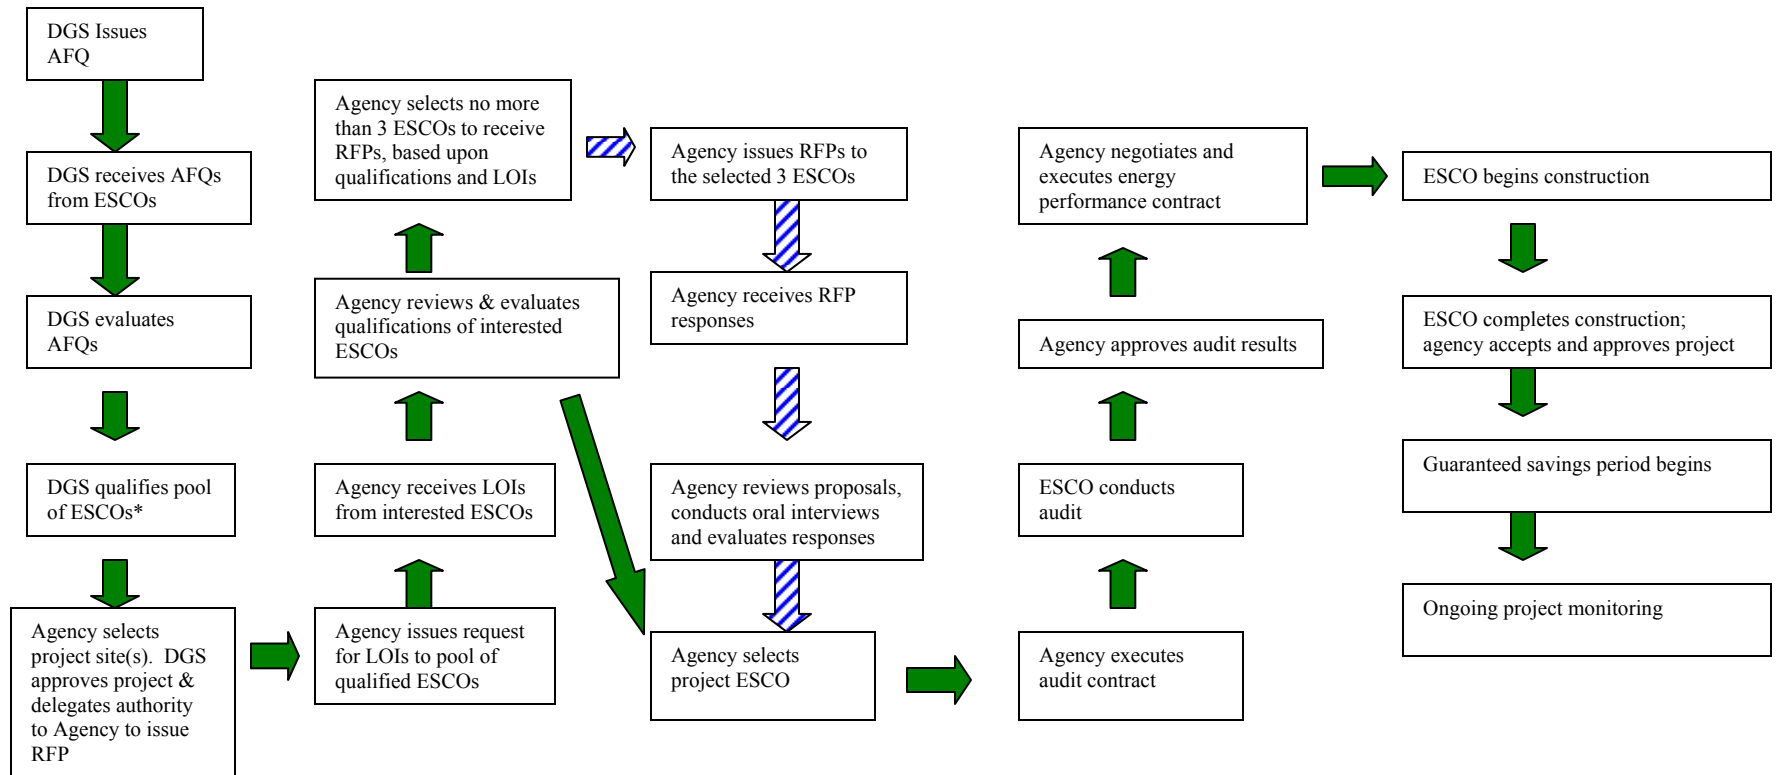 DGS Issues
AFQ
DGS receives AFQs
from ESCOs
DGS evaluates
AFQs
DGS qualifies pool
of ESCOs*
Agency selects
project site(s).  DGS
approves project &
delegates authority
to Agency to issue
RFP
Agency issues request
for LOIs to pool of
qualified ESCOs
Agency receives LOIs
from interested ESCOs
Agency reviews & evaluates
qualifications of interested
ESCOs
Agency selects no more
than 3 ESCOs to receive
RFPs, based upon
qualifications and LOIs
Agency issues RFPs to
the selected 3 ESCOs
Agency receives RFP
responses
Agency reviews proposals,
conducts oral interviews
and evaluates responses
Agency selects
project ESCO
Agency executes
audit contract
ESCO conducts
audit
Agency approves audit results
Agency negotiates and
executes energy
performance contract
ESCO begins construction
ESCO completes construction;
agency accepts and approves project
Guaranteed savings period begins
Ongoing project monitoring